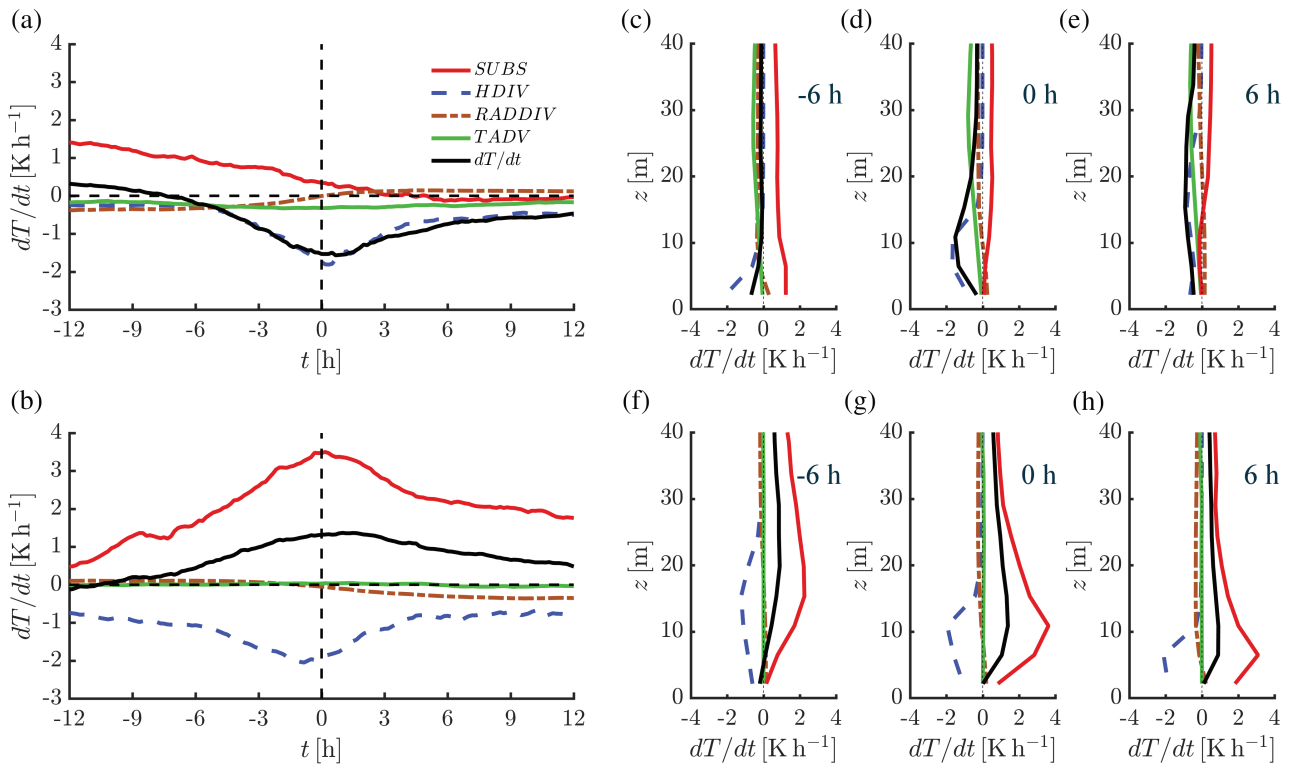 (a)
4
3
2
1
0
-1
-2
-3
dT/dt [K h⁻¹]
-12 -9 -6 -3 0 3 6 9 12
t [h]
SUBS
HDIV
RADDIV
TADV
dT/dt
(c)
40
30
20
10
0
z [m]
-6 h
-4 -2 0 2 4
dT/dt [K h⁻¹]
(d)
40
30
20
10
0
z [m]
0 h
-4 -2 0 2 4
dT/dt [K h⁻¹]
(e)
40
30
20
10
0
z [m]
6 h
-4 -2 0 2 4
dT/dt [K h⁻¹]
(b)
4
3
2
1
0
-1
-2
-3
dT/dt [K h⁻¹]
-12 -9 -6 -3 0 3 6 9 12
t [h]
(f)
40
30
20
10
0
z [m]
-6 h
-4 -2 0 2 4
dT/dt [K h⁻¹]
(g)
40
30
20
10
0
z [m]
0 h
-4 -2 0 2 4
dT/dt [K h⁻¹]
(h)
40
30
20
10
0
z [m]
6 h
-4 -2 0 2 4
dT/dt [K h⁻¹]